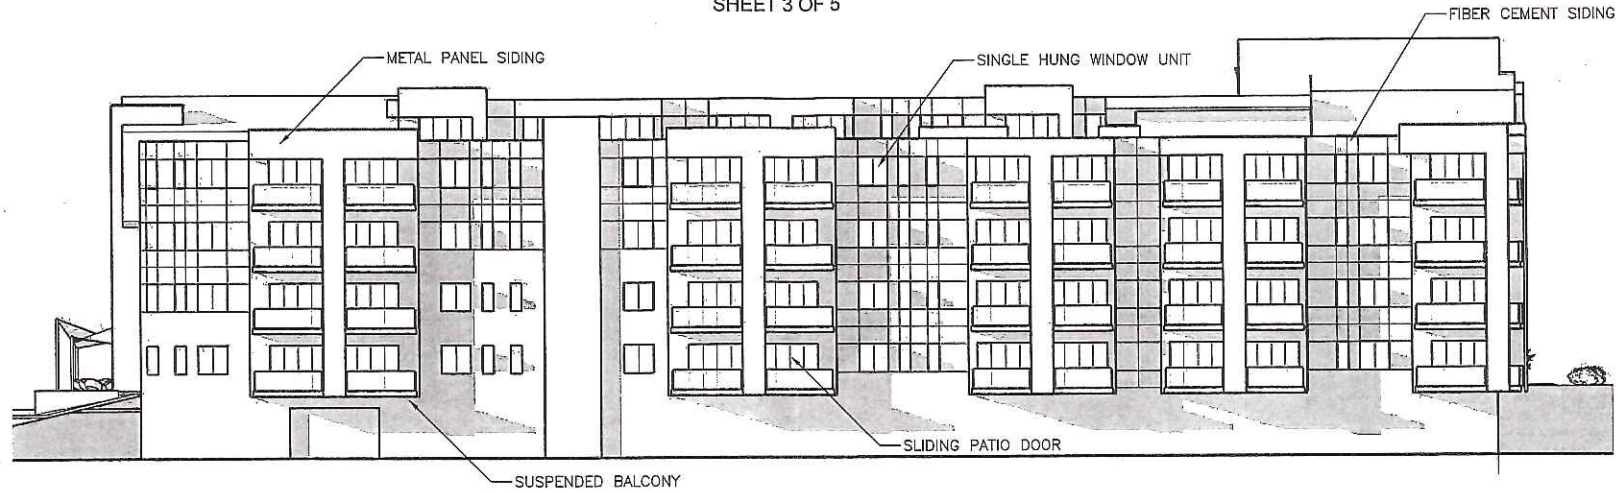 SHEET 3 OF 5
FIBER CEMENT SIDING
METAL PANEL SIDING
SINGLE HUNG WINDOW UNIT
SLIDING PATIO DOOR
SUSPENDED BALCONY